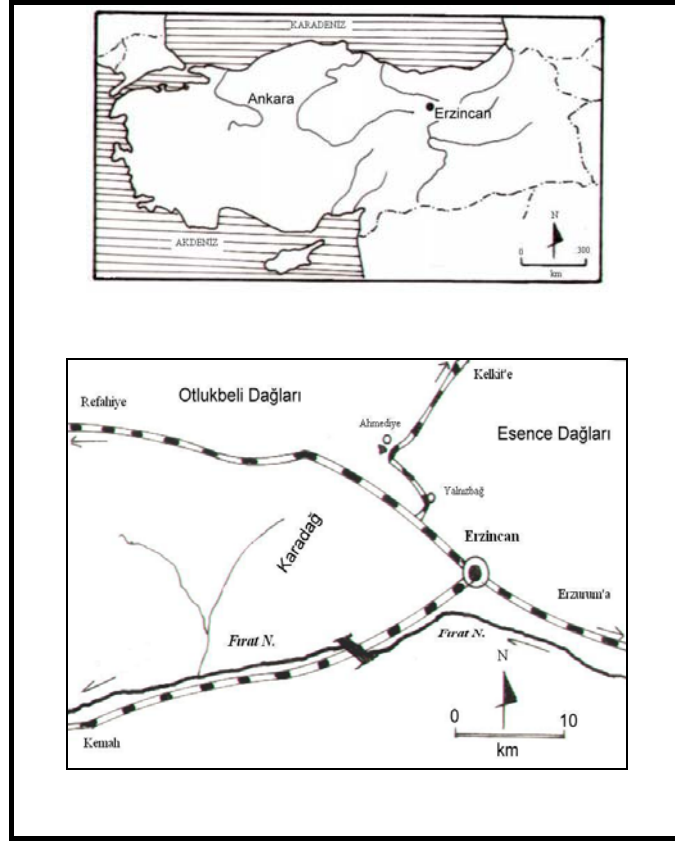 KARADENİZ
Ankara
Erzincan
AKDENİZ
N
0 300
km
Kelkit'e
Otlukbeli Dağları
Refahiye
Ahmediye
Esence Dağları
Yalnızbağ
Erzincan
Karadağ
Erzurum'a
Fırat N.
Fırat N.
N
0 10
km
Kemah